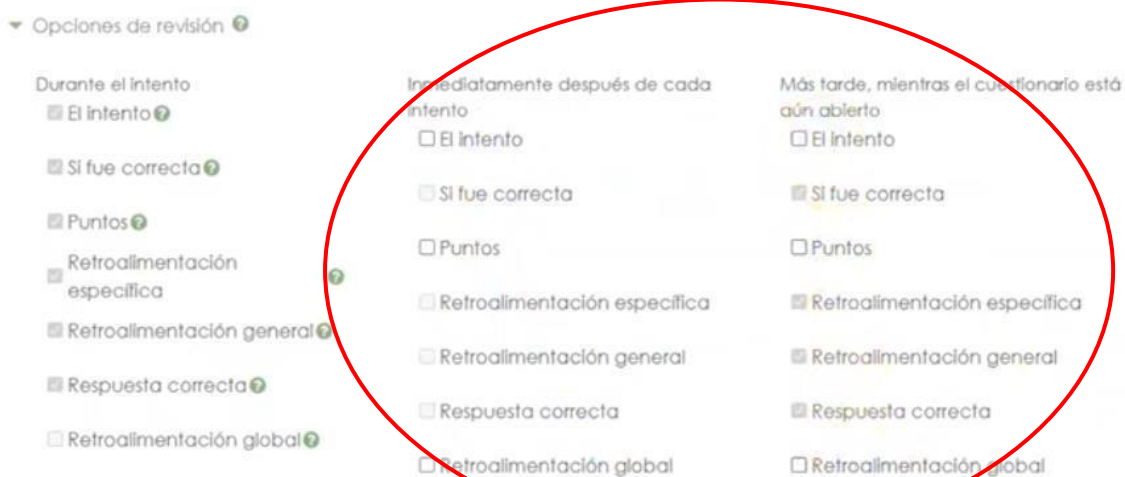 Opciones de revisión
Durante el intento
El intento
Si fue correcta
Puntos
Retroalimentación
específica
Retroalimentación general
Respuesta correcta
Retroalimentación global
Inmediatamente después de cada
intento
El intento
Si fue correcta
Puntos
Retroalimentación específica
Retroalimentación general
Respuesta correcta
Retroalimentación global
Más tarde, mientras el cuestionario está
aún abierto
El intento
Si fue correcta
Puntos
Retroalimentación específica
Retroalimentación general
Respuesta correcta
Retroalimentación global